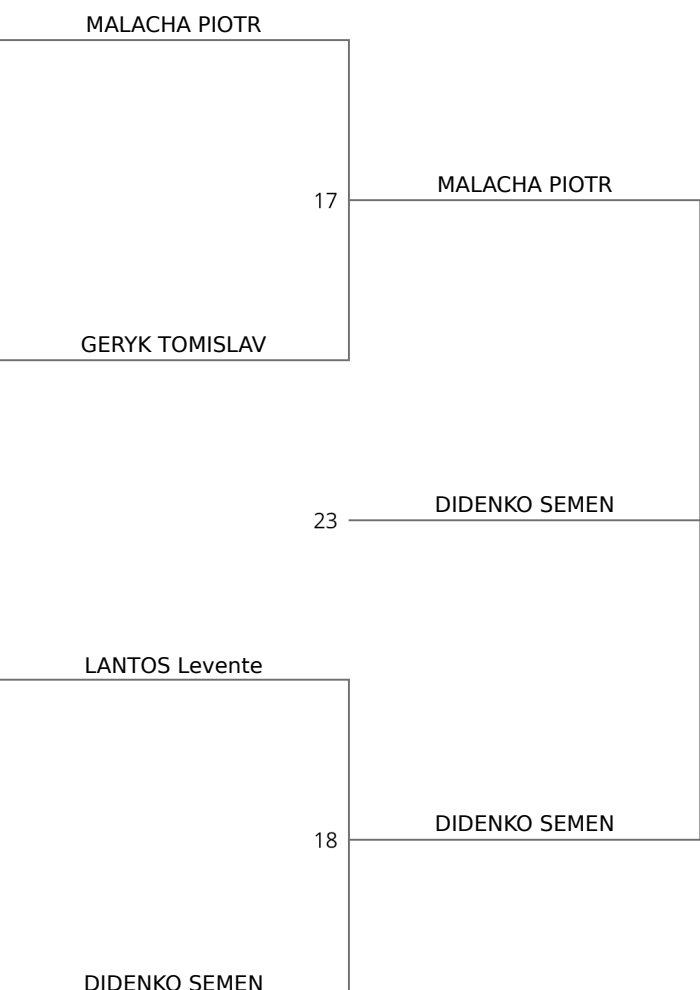 MALACHA PIOTR
17
MALACHA PIOTR
GERYK TOMISLAV
23
DIDENKO SEMEN
LANTOS Levente
18
DIDENKO SEMEN
DIDENKO SEMEN